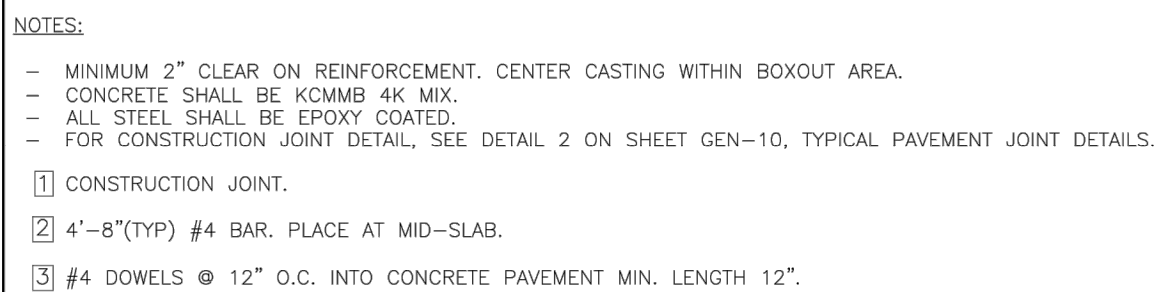 NOTES:
– MINIMUM 2" CLEAR ON REINFORCEMENT. CENTER CASTING WITHIN BOXOUT AREA.
– CONCRETE SHALL BE KCMMB 4K MIX.
– ALL STEEL SHALL BE EPOXY COATED.
– FOR CONSTRUCTION JOINT DETAIL, SEE DETAIL 2 ON SHEET GEN–10, TYPICAL PAVEMENT JOINT DETAILS.
1 CONSTRUCTION JOINT.
2 4'–8"(TYP) #4 BAR. PLACE AT MID–SLAB.
3 #4 DOWELS @ 12" O.C. INTO CONCRETE PAVEMENT MIN. LENGTH 12".